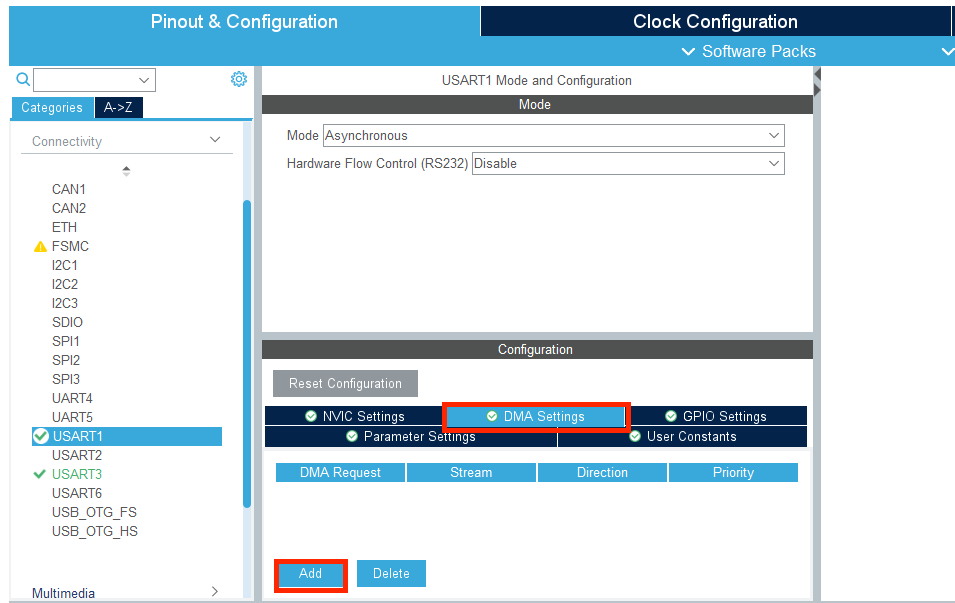 Pinout & Configuration
Clock Configuration
Software Packs
Categories
A->Z
Connectivity
CAN1
CAN2
ETH
FSMC
I2C1
I2C2
I2C3
SDIO
SPI1
SPI2
SPI3
UART4
UART5
USART1
USART2
USART3
USART6
USB_OTG_FS
USB_OTG_HS
Multimedia
USART1 Mode and Configuration
Mode
Mode Asynchronous
Hardware Flow Control (RS232) Disable
Configuration
Reset Configuration
NVIC Settings
DMA Settings
GPIO Settings
Parameter Settings
User Constants
DMA Request
Stream
Direction
Priority
Add
Delete